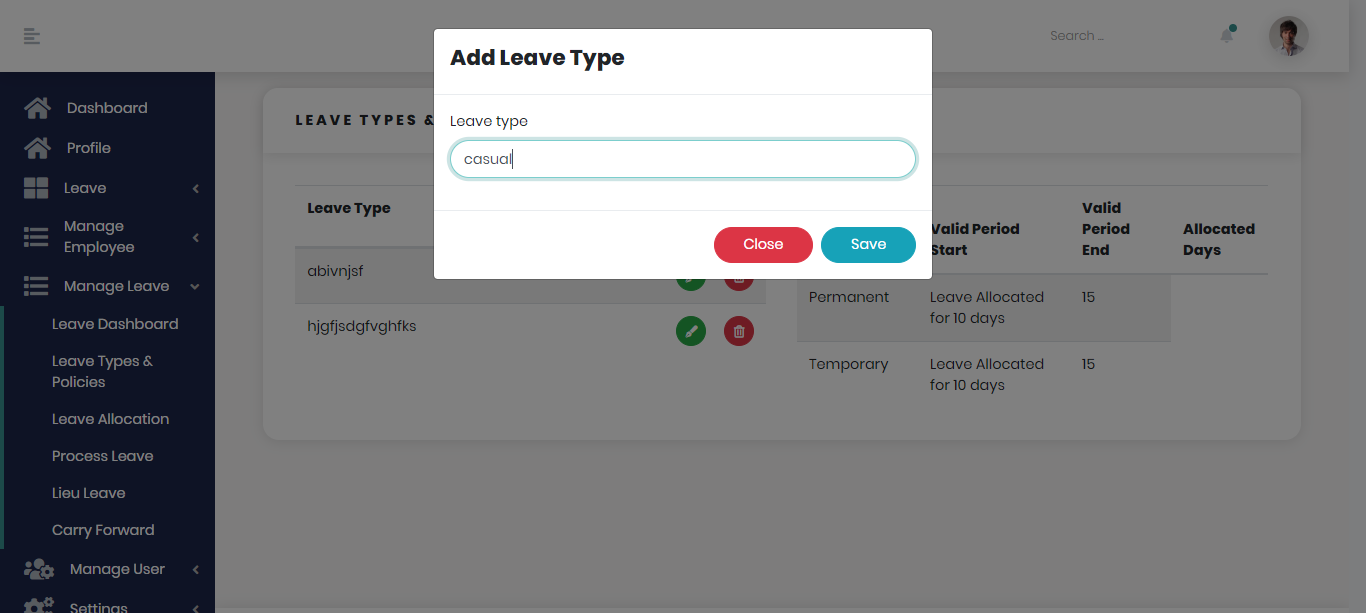 Search ...
Add Leave Type
Leave type
casual
Close
Save
Dashboard
Profile
Leave
Manage
Employee
Manage Leave
Leave Dashboard
Leave Types &
Policies
Leave Allocation
Process Leave
Lieu Leave
Carry Forward
Manage User
Settings
LEAVE TYPES &
Leave Type
abivnjsf
hjgfjsdgfvghfks
Valid Period
Start
Valid
Period
End
Allocated
Days
Permanent
Leave Allocated
for 10 days
15
Temporary
Leave Allocated
for 10 days
15